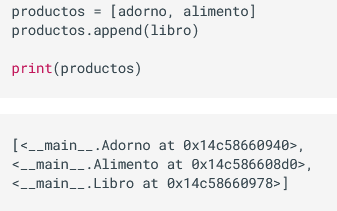 productos = [adorno, alimento]
productos.append(libro)
print(productos)
[<__main__.Adorno at 0x14c58660940>,
<__main__.Alimento at 0x14c586608d0>,
<__main__.Libro at 0x14c58660978>]